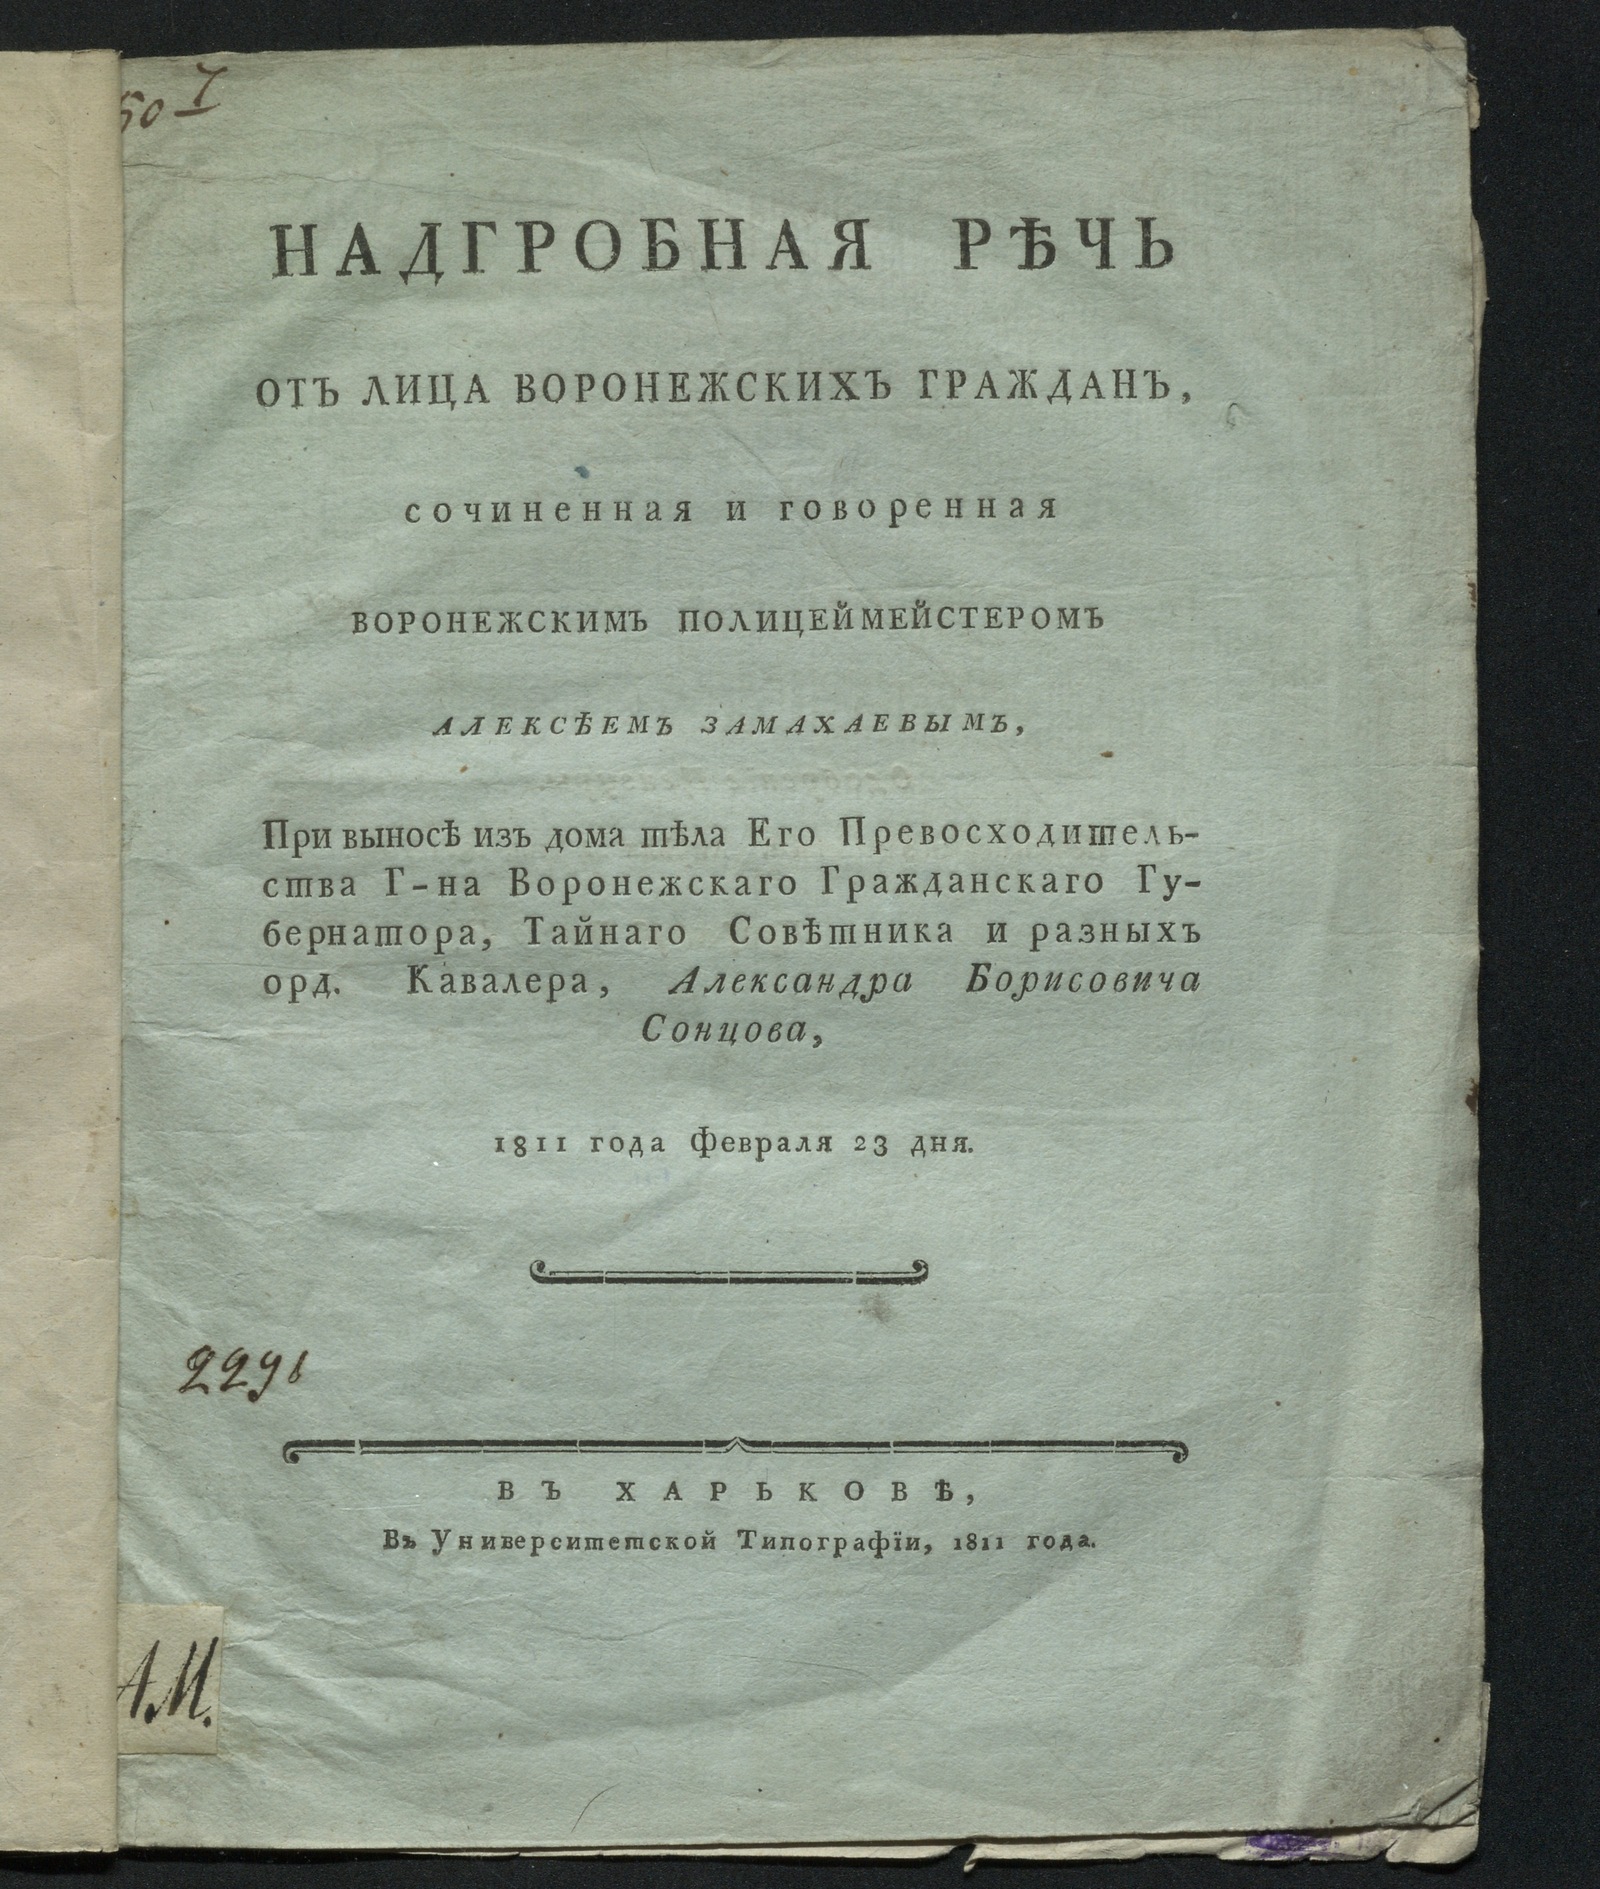 50 I
НАДГРОБНАЯ РѢЧЬ
ОТЪ ЛИЦА ВОРОНЕЖСКИХЪ ГРАЖДАНЪ,
сочиненная и говоренная
ВОРОНЕЖСКИМЪ ПОЛИЦЕЙМЕЙСТЕРОМЪ
АЛЕКСѢЕМЪ ЗАМАХАЕВЫМЪ,
При выносѣ изъ дома тѣла Его Превосходитель-
ства Г-на Воронежскаго Гражданскаго Гу-
бернатора, Тайнаго Совѣтника и разныхъ
орд. Кавалера, Александра Борисовича
Сонцова,
1811 года Февраля 23 дня.
ВЪ ХАРЬКОВѢ,
Въ Университетской Типографїи, 1811 года.
А.М.